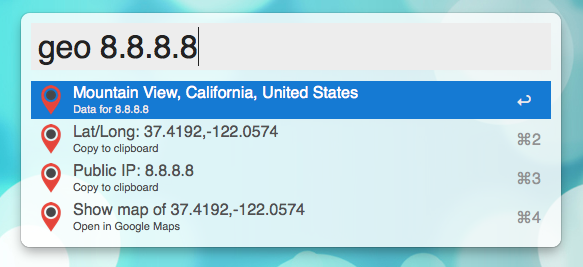 geo 8.8.8.8
Mountain View, California, United States
Data for 8.8.8.8
↩
Lat/Long: 37.4192,-122.0574
Copy to clipboard
⌘2
Public IP: 8.8.8.8
Copy to clipboard
⌘3
Show map of 37.4192,-122.0574
Open in Google Maps
⌘4